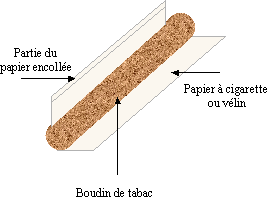 Partie du
papier encollée
Papier à cigarette
ou vélin
Boudin de tabac